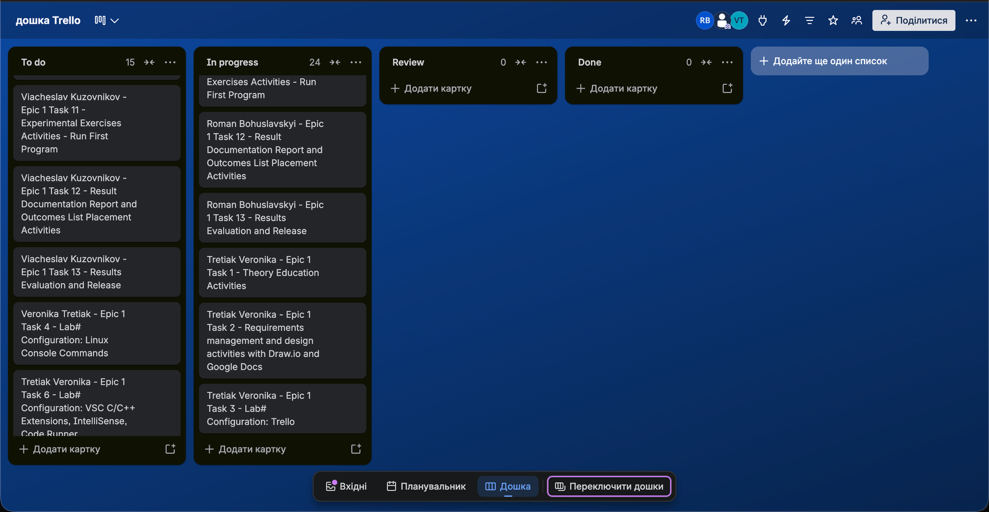 дошка Trello
RB
VT
Поділитися
To do
15
Viacheslav Kuzovnikov -
Epic 1 Task 11 -
Experimental Exercises
Activities - Run First
Program
Viacheslav Kuzovnikov -
Epic 1 Task 12 - Result
Documentation Report and
Outcomes List Placement
Activities
Viacheslav Kuzovnikov -
Epic 1 Task 13 - Results
Evaluation and Release
Veronika Tretiak - Epic 1
Task 4 - Lab#
Configuration: Linux
Console Commands
Tretiak Veronika - Epic 1
Task 6 - Lab#
Configuration: VSC C/C++
Extensions, IntelliSense,
Code Runner
Додати картку
In progress
24
Exercises Activities - Run
First Program
Roman Bohuslavskyi - Epic
1 Task 12 - Result
Documentation Report and
Outcomes List Placement
Activities
Roman Bohuslavskyi - Epic
1 Task 13 - Results
Evaluation and Release
Tretiak Veronika - Epic 1
Task 1 - Theory Education
Activities
Tretiak Veronika - Epic 1
Task 2 - Requirements
management and design
activities with Draw.io and
Google Docs
Tretiak Veronika - Epic 1
Task 3 - Lab#
Configuration: Trello
Додати картку
Review
0
Додати картку
Done
0
Додати картку
Додайте ще один список
Вхідні
Планувальник
Дошка
Переключити дошки